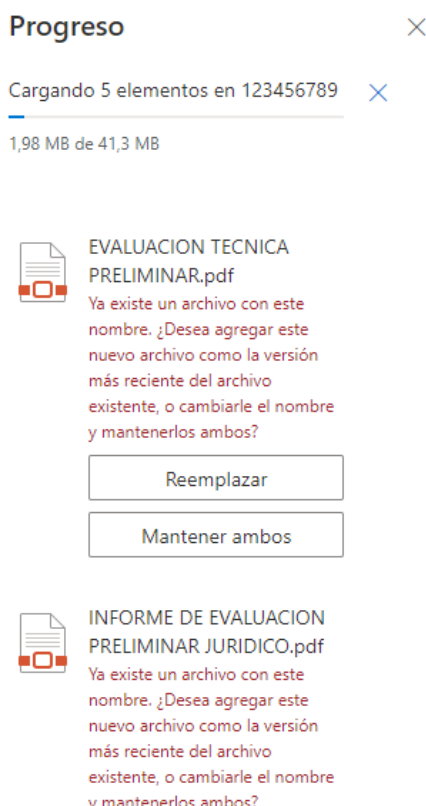 Progreso
Cargando 5 elementos en 123456789
1,98 MB de 41,3 MB
EVALUACION TECNICA
PRELIMINAR.pdf
Ya existe un archivo con este
nombre. ¿Desea agregar este
nuevo archivo como la versión
más reciente del archivo
existente, o cambiarle el nombre
y mantenerlos ambos?
Reemplazar
Mantener ambos
INFORME DE EVALUACION
PRELIMINAR JURIDICO.pdf
Ya existe un archivo con este
nombre. ¿Desea agregar este
nuevo archivo como la versión
más reciente del archivo
existente, o cambiarle el nombre
y mantenerlos ambos?